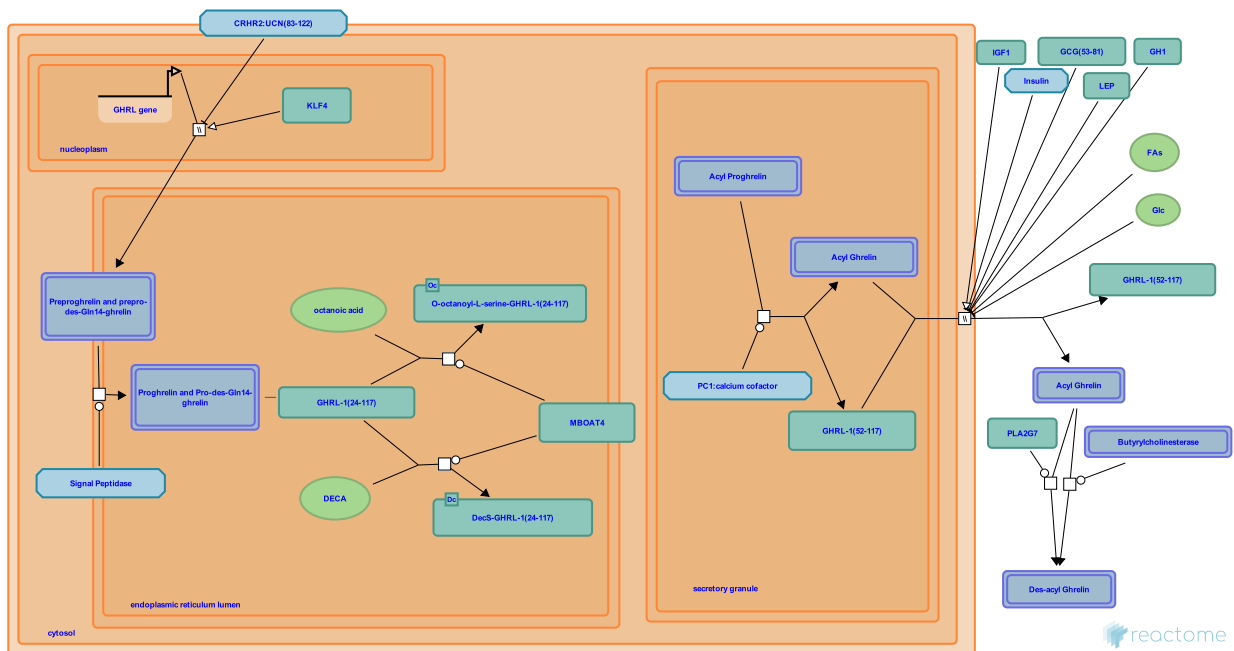 CRHR2:UCN(83-122)
GHRL gene
KLF4
nucleoplasm
IGF1
GCG(53-81)
GH1
Insulin
LEP
FAs
Glc
GHRL-1(52-117)
Acyl Proghrelin
Acyl Ghrelin
\\
\\
Preproghrelin and prepro-
des-Gln14-ghrelin
octanoic acid
Oc
O-octanoyl-L-serine-GHRL-1(24-117)
Proghrelin and Pro-des-Gln14-
ghrelin
GHRL-1(24-117)
MBOAT4
PC1:calcium cofactor
GHRL-1(52-117)
Acyl Ghrelin
PLA2G7
Butyrylcholinesterase
Signal Peptidase
DECA
Dc
DecS-GHRL-1(24-117)
Des-acyl Ghrelin
secretory granule
endoplasmic reticulum lumen
cytosol
reactome